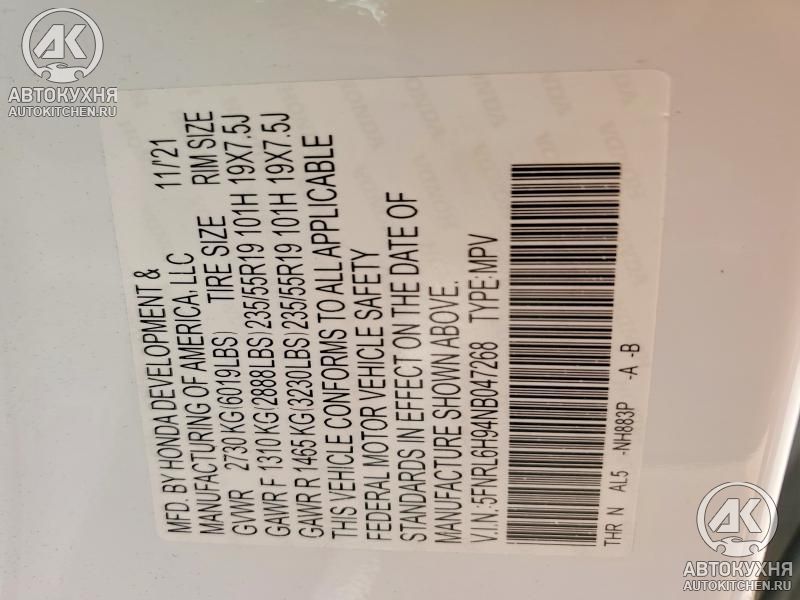 AK
АВТОКУХНЯ
AUTOKITCHEN.RU
MFD. BY HONDA DEVELOPMENT & 11/'21
MANUFACTURING OF AMERICA, LLC
GVWR 2730 KG (6019LBS) TIRE SIZE RIM SIZE
GAWR F 1310 KG (2888LBS) 235/55R19 101H 19X7.5J
GAWR R 1465 KG (3230LBS) 235/55R19 101H 19X7.5J
THIS VEHICLE CONFORMS TO ALL APPLICABLE
FEDERAL MOTOR VEHICLE SAFETY
STANDARDS IN EFFECT ON THE DATE OF
MANUFACTURE SHOWN ABOVE.
V.I.N.:5FNRL6H94NB047268 TYPE:MPV
THR N AL5 -NH883P -A -B
AK
АВТОКУХНЯ
AUTOKITCHEN.RU